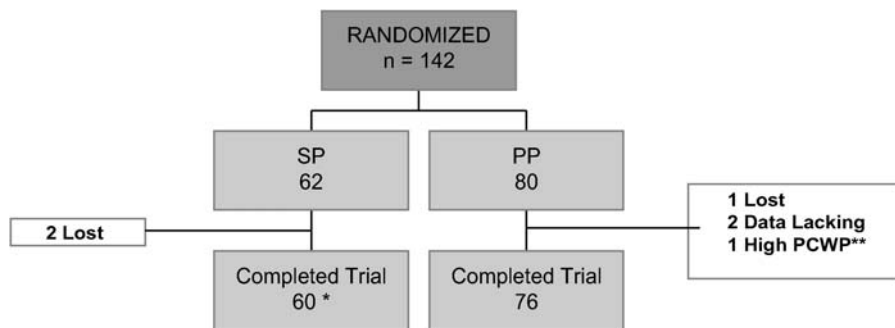 RANDOMIZED
n = 142
SP
62
PP
80
2 Lost
1 Lost
2 Data Lacking
1 High PCWP**
Completed Trial
60 *
Completed Trial
76